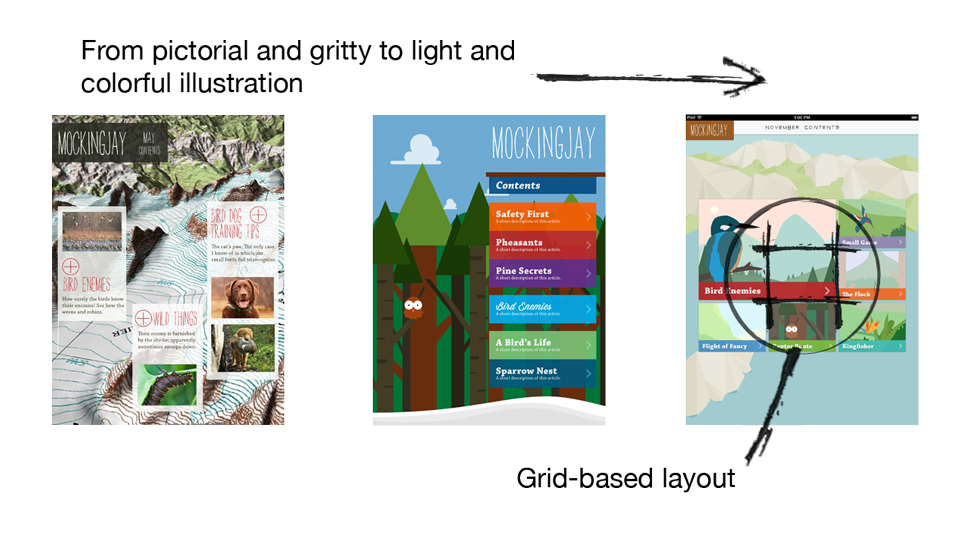 From pictorial and gritty to light and
colorful illustration
MOCKINGJAY
MAY
CONTENTS
BIRD DOG
TRAINING TIPS
The cat's paw. The only case
I know of in which our
small birds fail to recognize
BIRD ENEMIES
How surely the birds know
their enemies! See how the
wrens and robins.
WILD THINGS
Their enemy is furnished
by the shrike; apparently
sometimes swoops down.
MOCKINGJAY
Contents
Safety First
A short description of this article.
Pheasants
A short description of this article.
Pine Secrets
A short description of this article.
Bird Enemies
A short description of this article.
A Bird's Life
A short description of this article.
Sparrow Nest
A short description of this article.
iPad
5:00 PM
MOCKINGJAY
NOVEMBER CONTENTS
Small Game
Bird Enemies
The Flock
Flight of Fancy
Kingfisher
Grid-based layout